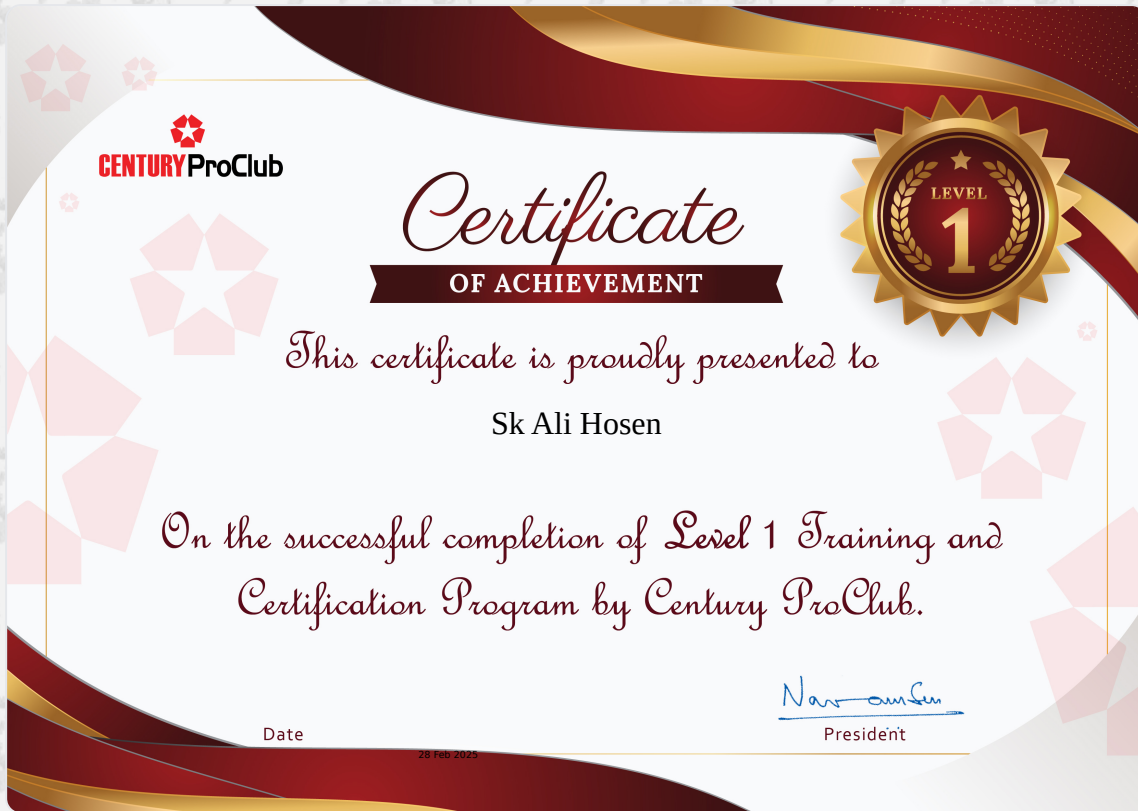 CENTURY ProClub
LEVEL
1
Certificate
OF ACHIEVEMENT
This certificate is proudly presented to
Sk Ali Hosen
On the successful completion of Level 1 Training and
Certification Program by Century ProClub.
Date
President
28 Feb 2025